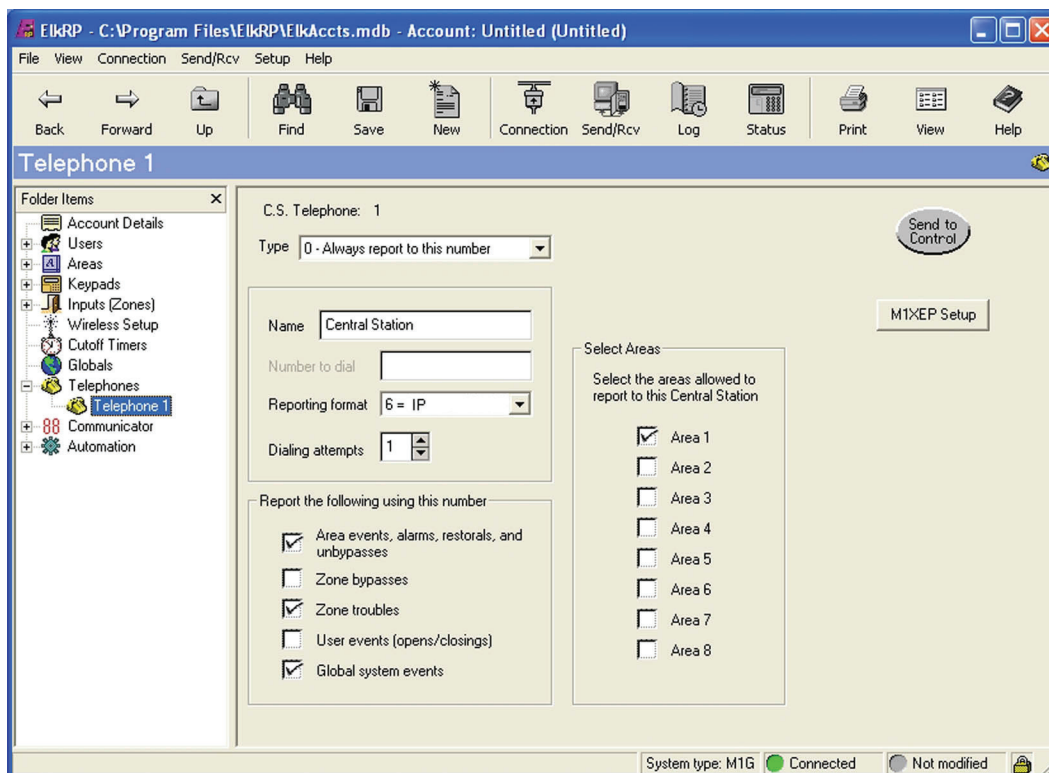 ElkRP - C:\Program Files\ElkRP\ElkAccts.mdb - Account: Untitled (Untitled)
File View Connection Send/Rcv Setup Help
Back Forward Up Find Save New Connection Send/Rcv Log Status Print View Help
Telephone 1
Folder Items
Account Details
Users
Areas
Keypads
Inputs (Zones)
Wireless Setup
Cutoff Timers
Globals
Telephones
Telephone 1
88 Communicator
Automation
C.S. Telephone: 1
Type 0 - Always report to this number
Name Central Station
Number to dial
Reporting format 6 = IP
Dialing attempts 1
Report the following using this number
Area events, alarms, restorals, and
unbypasses
Zone bypasses
Zone troubles
User events (opens/closings)
Global system events
Select Areas
Select the areas allowed to
report to this Central Station
Area 1
Area 2
Area 3
Area 4
Area 5
Area 6
Area 7
Area 8
Send to
Control
M1XEP Setup
System type: M1G Connected Not modified